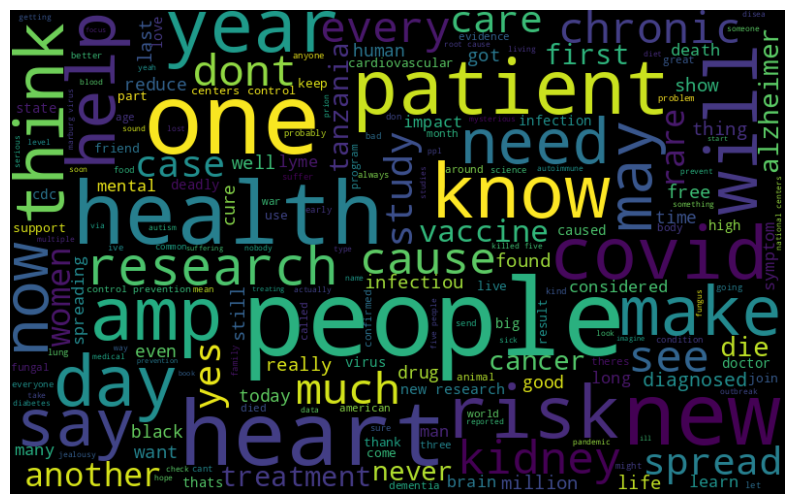 year
every
care
chronic
help
think
dont
one
patient
will
first
death
human
cardiovascular
evidence
root cause
living
getting
last
love
reduce
centers control
keep
got
show
diet
great
someone
focus
better
yeah
blood
anyone
tanzania
alzheimer
state
marburg virus
part
age
sound
lost
probably
impact
month
infection
rare
thing
problem
case
well
lyme
friend
study
need
may
know
cdc
mental
deadly
cure
program
bad
ppl
mysterious
start
around
science
prevent
autoimmune
something
free
time
body
high
symptom
national centers
support
food
war
use
early
always
studies
vaccine
caused
now
women
health
covid
multiple
via
autism
ive
common
suffering
nobody
research
cause
found
killed five
considered
spreading
infectiou
live
control prevention
mean
type
treating
actually
name
kind
result
big
called
confirmed
five people
send
look
going
make
amp
people
see
die
fungus
condition
imagine
theres
lung
medical
prevention
fungal
even
still
family
virus
sick
cancer
doctor
really
drug
animal
yes
day
much
good
long
diagnosed
join
everyone
take
book
today
new research
outbreak
diabetes
died
data
american
world
reported
say
heart
risk
new
black
sure
man
three
many
want
thank
come
pandemic
ill
kidney
spread
another
jealousy
check
cant
thats
hope
treatment
never
dementia
brain
million
might
life
learn
let